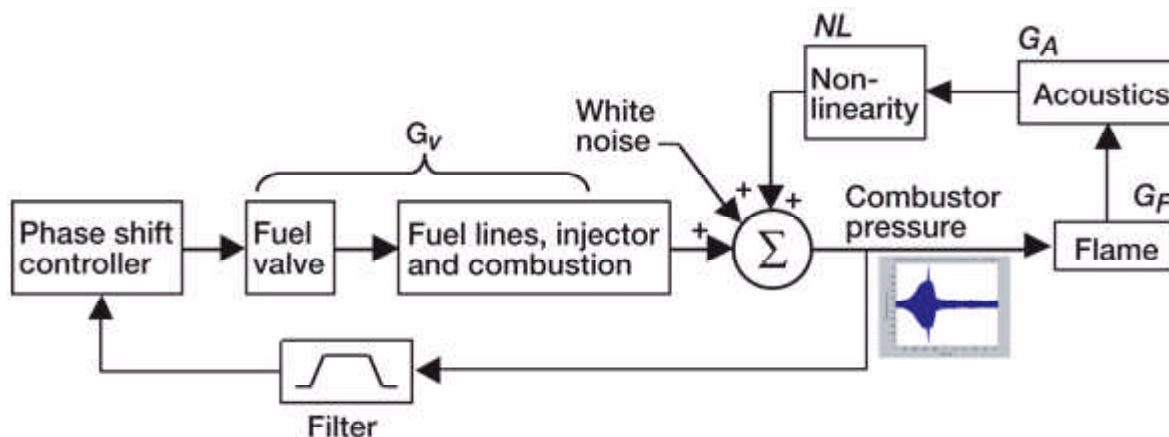 NL
G_A
Non-
linearity
Acoustics
White
noise
G_v
+
+
Combustor
pressure
G_F
Phase shift
controller
Fuel
valve
Fuel lines, injector
and combustion
+
Σ
Flame
Filter